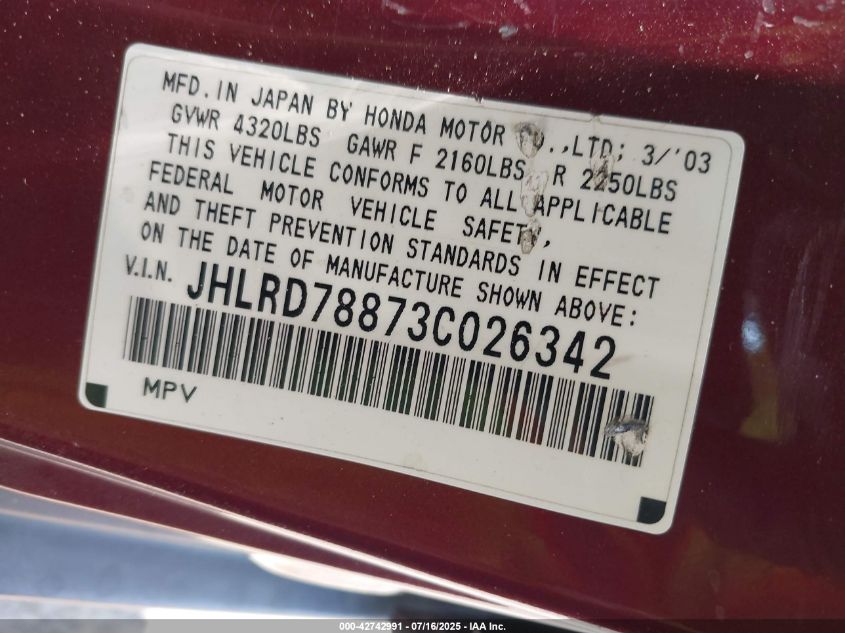 MFD. IN JAPAN BY HONDA MOTOR ., LTD; 3/'03
GVWR 4320LBS GAWR F 2160LBS R 2250LBS
THIS VEHICLE CONFORMS TO ALL APPLICABLE
FEDERAL MOTOR VEHICLE SAFETY,
AND THEFT PREVENTION STANDARDS IN EFFECT
ON THE DATE OF MANUFACTURE SHOWN ABOVE:
V.I.N. JHLRD78873C026342
MPV
000-42742991 - 07/16/2025 - IAA Inc.